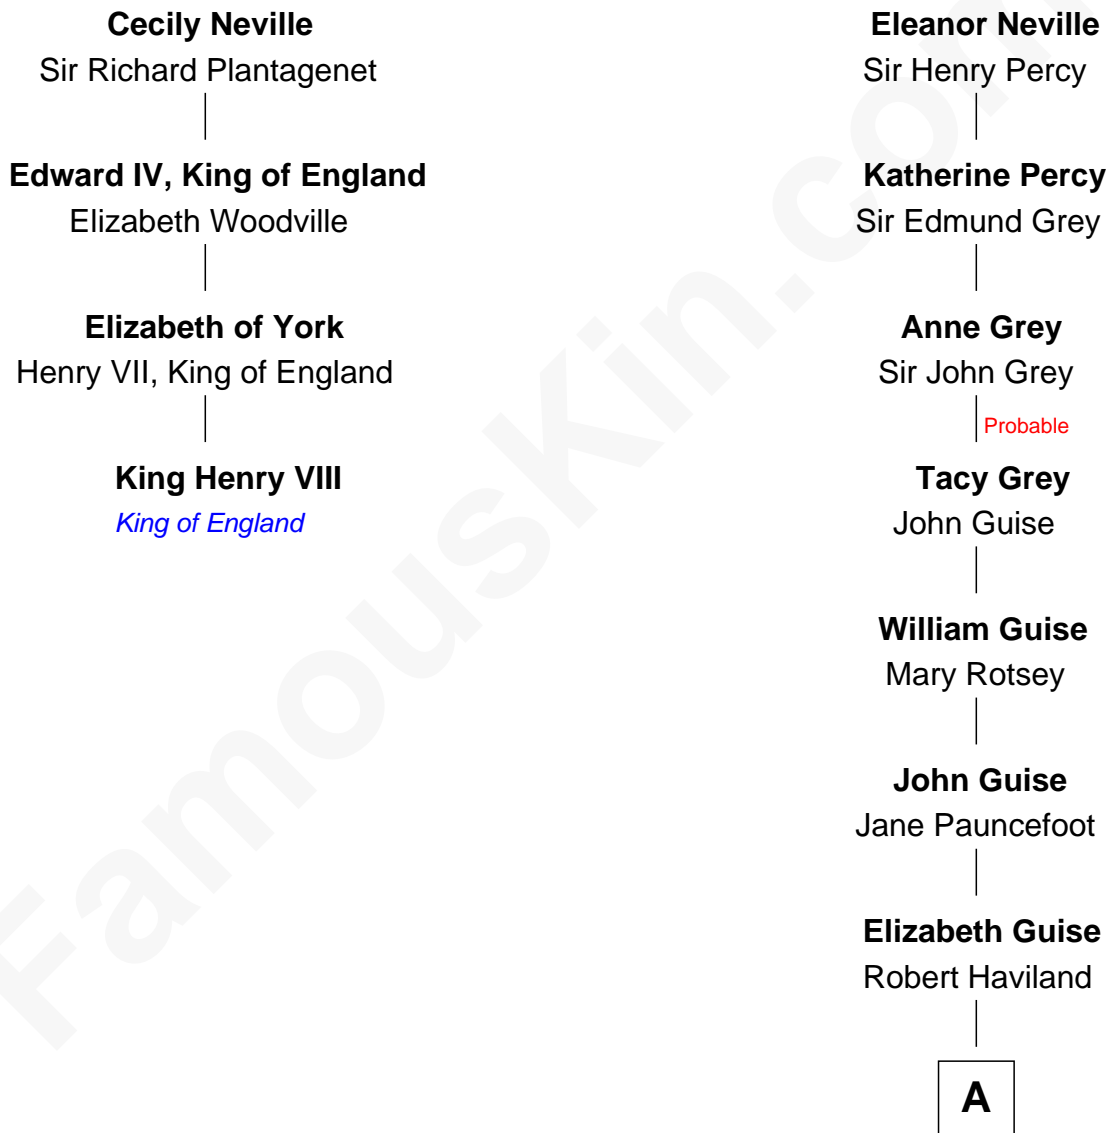 Cecily Neville
Sir Richard Plantagenet
Edward IV, King of England
Elizabeth Woodville
Elizabeth of York
Henry VII, King of England
King Henry VIII
King of England
Eleanor Neville
Sir Henry Percy
Katherine Percy
Sir Edmund Grey
Anne Grey
Sir John Grey
Probable
Tacy Grey
John Guise
William Guise
Mary Rotsey
John Guise
Jane Pauncefoot
Elizabeth Guise
Robert Haviland
A
FamousKin.com